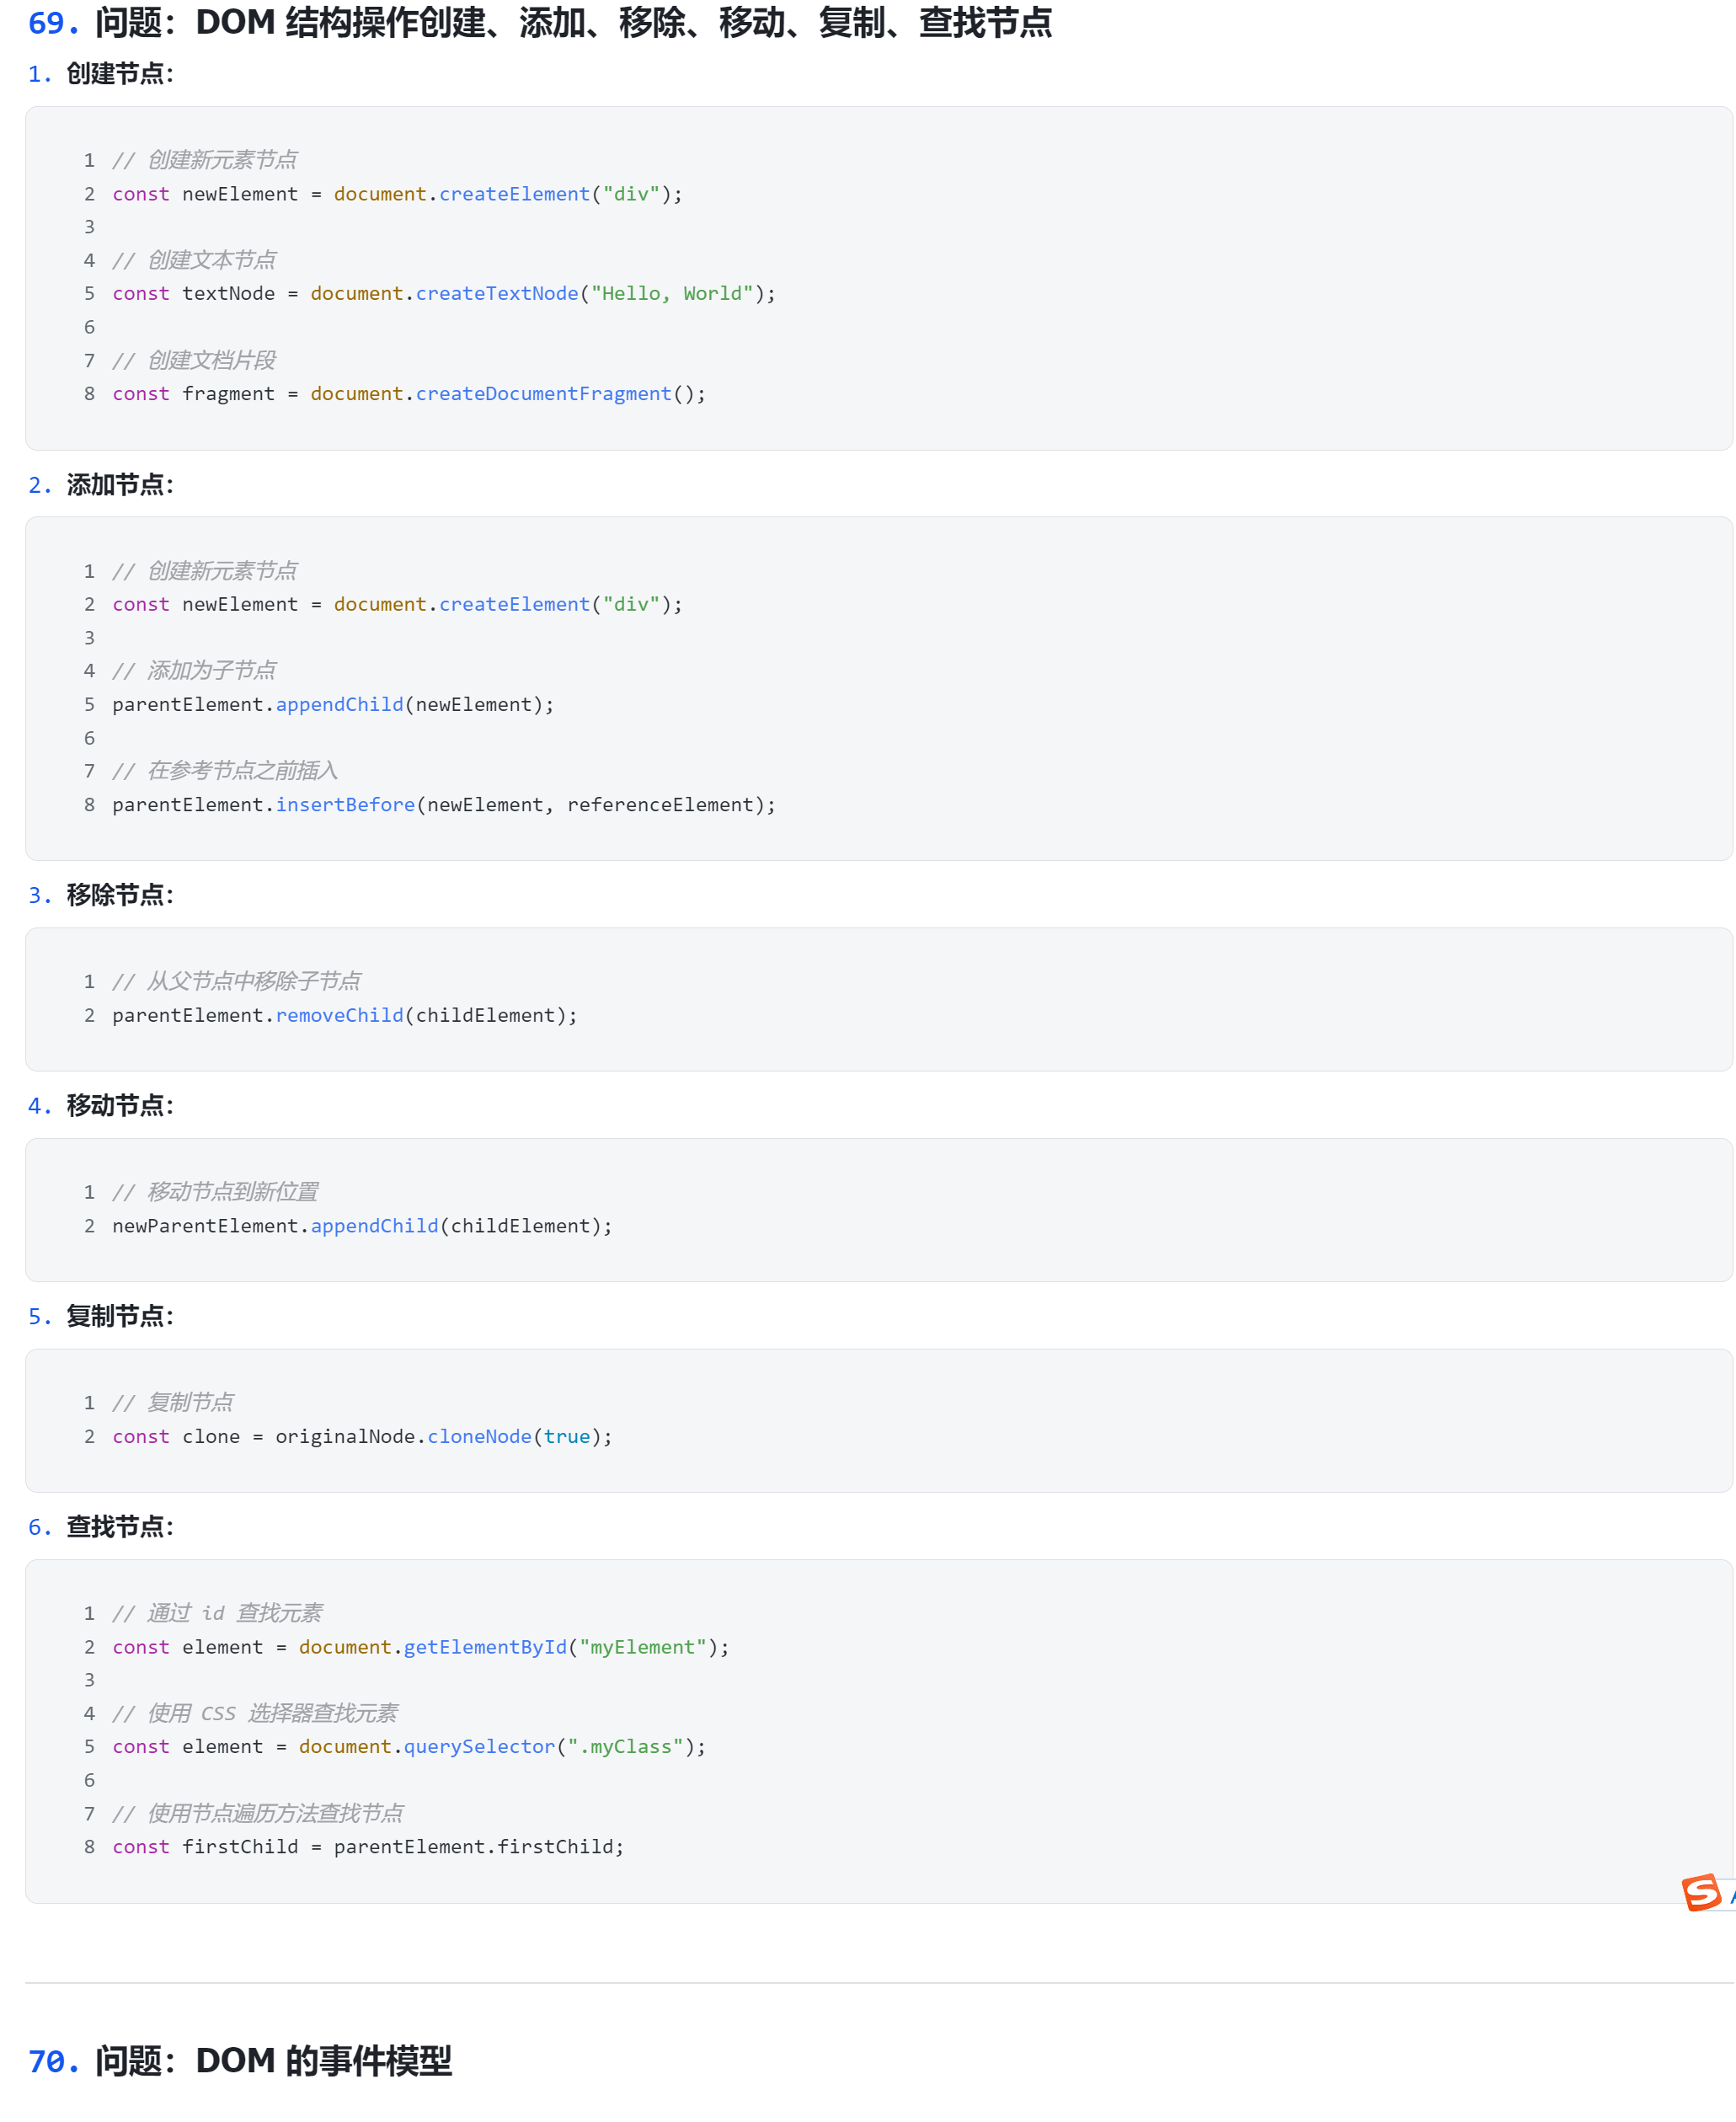 69. 问题：DOM 结构操作创建、添加、移除、移动、复制、查找节点
1. 创建节点：
1 // 创建新元素节点
2 const newElement = document.createElement("div");
3
4 // 创建文本节点
5 const textNode = document.createTextNode("Hello, World");
6
7 // 创建文档片段
8 const fragment = document.createDocumentFragment();
2. 添加节点：
1 // 创建新元素节点
2 const newElement = document.createElement("div");
3
4 // 添加为子节点
5 parentElement.appendChild(newElement);
6
7 // 在参考节点之前插入
8 parentElement.insertBefore(newElement, referenceElement);
3. 移除节点：
1 // 从父节点中移除子节点
2 parentElement.removeChild(childElement);
4. 移动节点：
1 // 移动节点到新位置
2 newParentElement.appendChild(childElement);
5. 复制节点：
1 // 复制节点
2 const clone = originalNode.cloneNode(true);
6. 查找节点：
1 // 通过 id 查找元素
2 const element = document.getElementById("myElement");
3
4 // 使用 CSS 选择器查找元素
5 const element = document.querySelector(".myClass");
6
7 // 使用节点遍历方法查找节点
8 const firstChild = parentElement.firstChild;
S
70. 问题：DOM 的事件模型